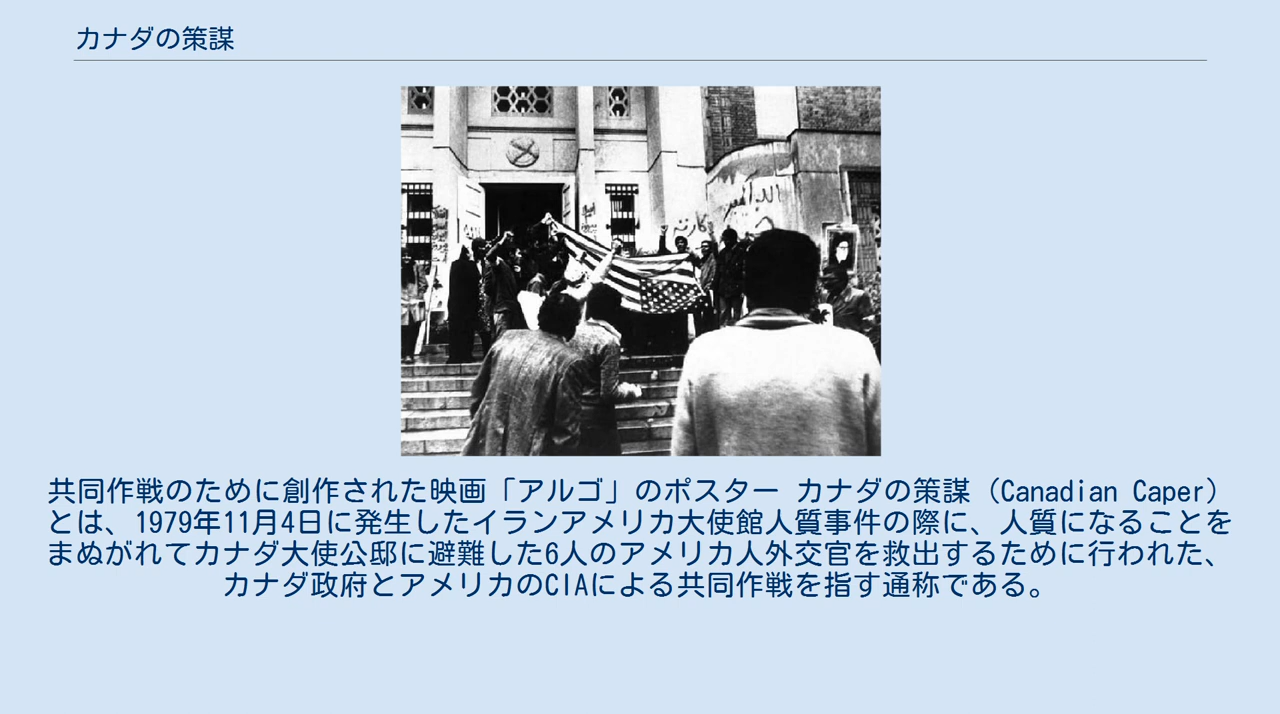 カナダの策謀
共同作戦のために創作された映画「アルゴ」のポスター カナダの策謀（Canadian Caper）
とは、1979年11月4日に発生したイランアメリカ大使館人質事件の際に、人質になることを
まぬがれてカナダ大使公邸に避難した6人のアメリカ人外交官を救出するために行われた、
カナダ政府とアメリカのCIAによる共同作戦を指す通称である。